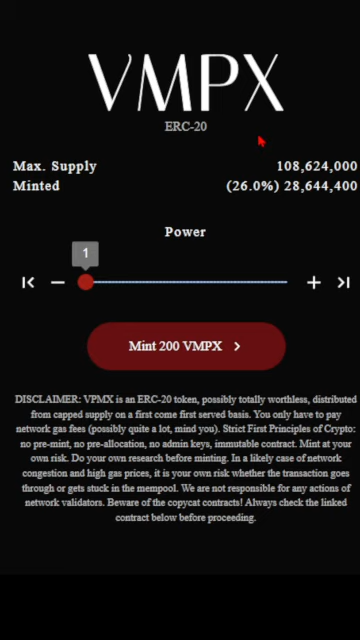 VMPX
ERC-20
Max. Supply 108,624,000
Minted (26.0%) 28,644,400
Power
1
Mint 200 VMPX
DISCLAIMER: VPMX is an ERC-20 token, possibly totally worthless, distributed
from capped supply on a first come first served basis. You only have to pay
network gas fees (possibly quite a lot, mind you). Strict First Principles of Crypto:
no pre-mint, no pre-allocation, no admin keys, immutable contract. Mint at your
own risk. Do your own research before minting. In a likely case of network
congestion and high gas prices, it is your own risk whether the transaction goes
through or gets stuck in the mempool. We are not responsible for any actions of
network validators. Beware of the copycat contracts! Always check the linked
contract below before proceeding.